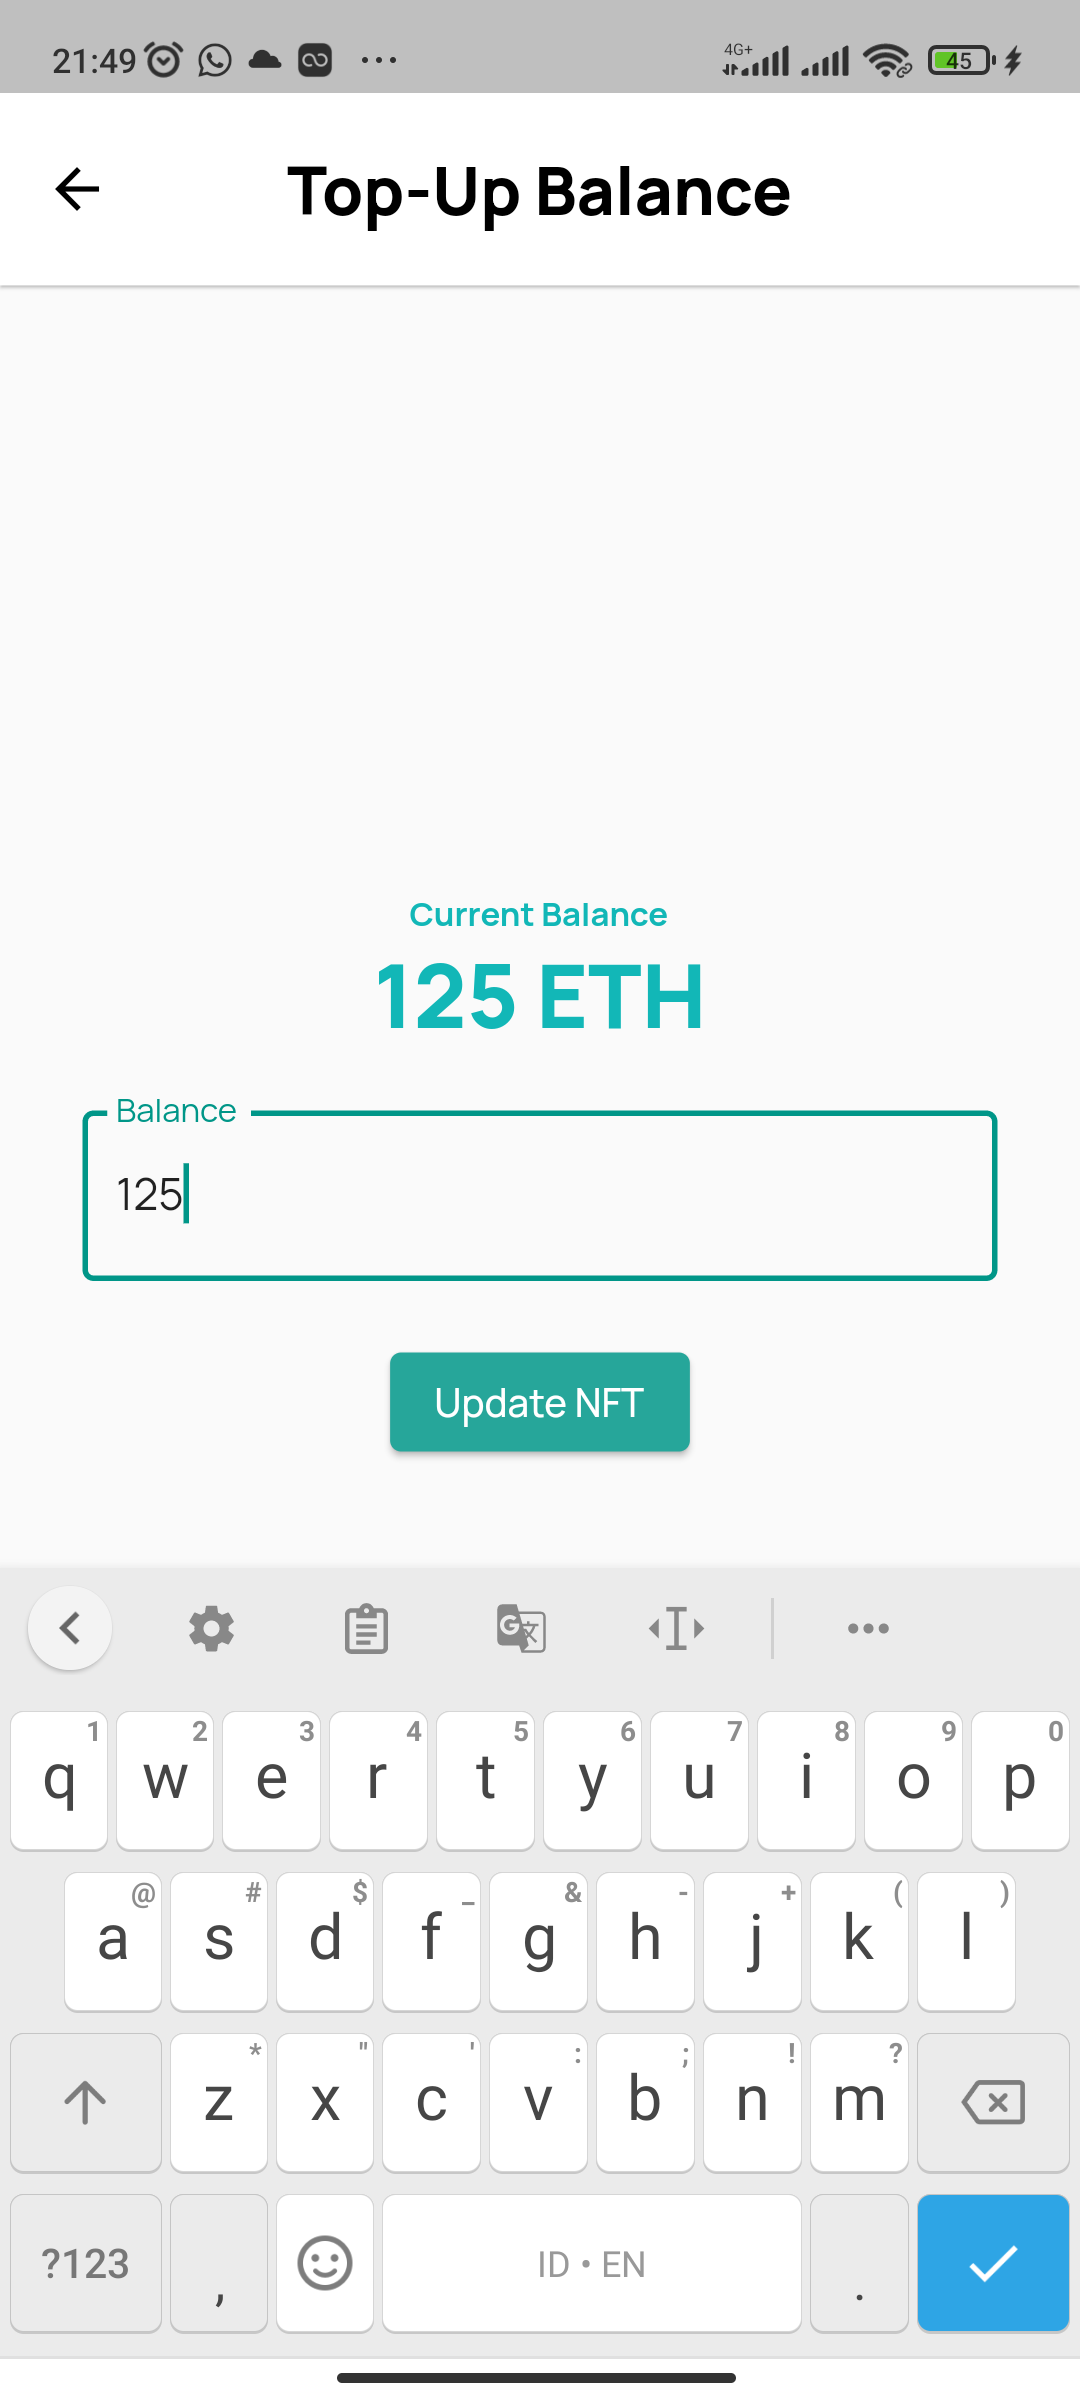 21:49 4G+ 45
Top-Up Balance
Current Balance
125 ETH
Balance
125
Update NFT
1 2 3 4 5 6 7 8 9 0
q w e r t y u i o p
@ # $ _ & - + ( )
a s d f g h j k l
* " ' : ; ! ?
z x c v b n m
?123 , ID • EN .